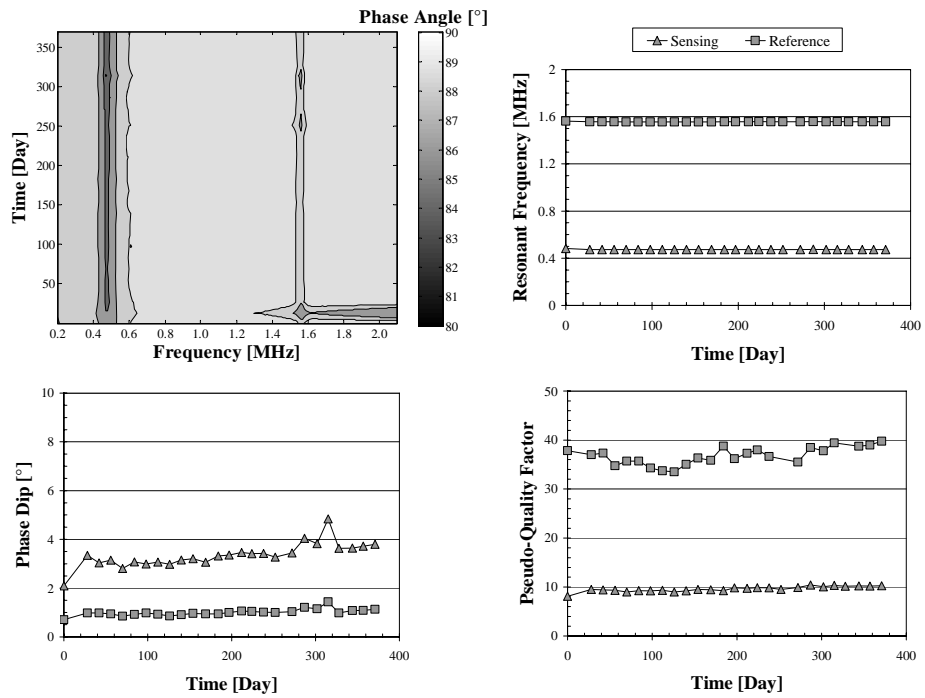 Phase Angle [°]
350
300
250
200
150
100
50
Time [Day]
0.2 0.4 0.6 0.8 1.0 1.2 1.4 1.6 1.8 2.0
Frequency [MHz]
90
89
88
87
86
85
84
83
82
81
80
Sensing Reference
2
1.6
1.2
0.8
0.4
0
Resonant Frequency [MHz]
0 100 200 300 400
Time [Day]
10
8
6
4
2
0
Phase Dip [°]
0 100 200 300 400
Time [Day]
50
40
30
20
10
0
Pseudo-Quality Factor
0 100 200 300 400
Time [Day]